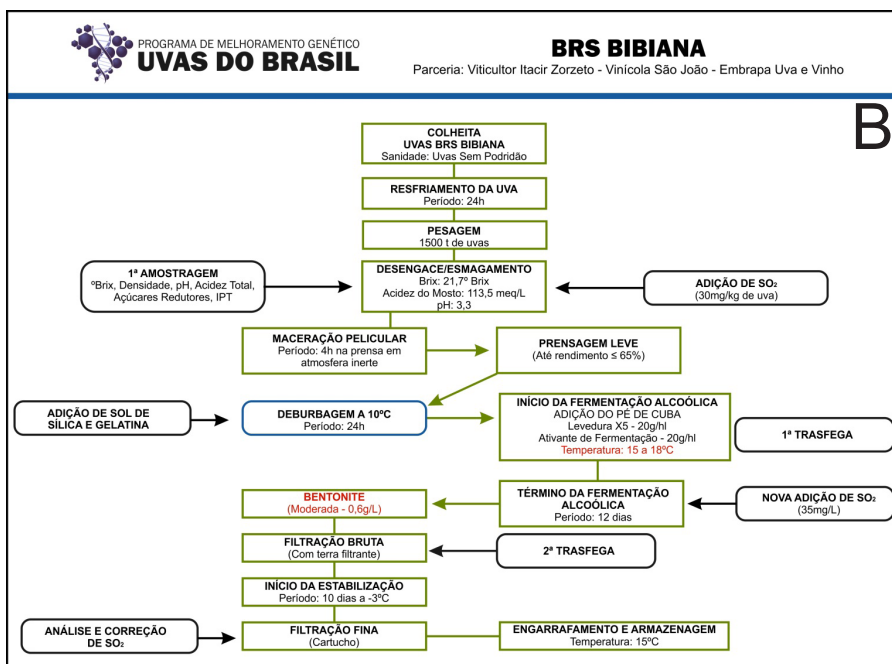 PROGRAMA DE MELHORAMENTO GENÉTICO
UVAS DO BRASIL
BRS BIBIANA
Parceria: Viticultor Itacir Zorzeto - Vinícola São João - Embrapa Uva e Vinho
B
COLHEITA
UVAS BRS BIBIANA
Sanidade: Uvas Sem Podridão
RESFRIAMENTO DA UVA
Período: 24h
PESAGEM
1500 t de uvas
1ª AMOSTRAGEM
ºBrix, Densidade, pH, Acidez Total,
Açúcares Redutores, IPT
DESENGACE/ESMAGAMENTO
Brix: 21,7º Brix
Acidez do Mosto: 113,5 meq/L
pH: 3,3
ADIÇÃO DE SO₂
(30mg/kg de uva)
MACERAÇÃO PELICULAR
Período: 4h na prensa em
atmosfera inerte
PRENSAGEM LEVE
(Até rendimento ≤ 65%)
ADIÇÃO DE SOL DE
SÍLICA E GELATINA
DEBURBAGEM A 10ºC
Período: 24h
INÍCIO DA FERMENTAÇÃO ALCOÓLICA
ADIÇÃO DO PÉ DE CUBA
Levedura X5 - 20g/hl
Ativante de Fermentação - 20g/hl
Temperatura: 15 a 18ºC
1ª TRASFEGA
BENTONITE
(Moderada - 0,6g/L)
TÉRMINO DA FERMENTAÇÃO
ALCOÓLICA
Período: 12 dias
NOVA ADIÇÃO DE SO₂
(35mg/L)
FILTRAÇÃO BRUTA
(Com terra filtrante)
2ª TRASFEGA
INÍCIO DA ESTABILIZAÇÃO
Período: 10 dias a -3ºC
ANÁLISE E CORREÇÃO
DE SO₂
FILTRAÇÃO FINA
(Cartucho)
ENGARRAFAMENTO E ARMAZENAGEM
Temperatura: 15ºC